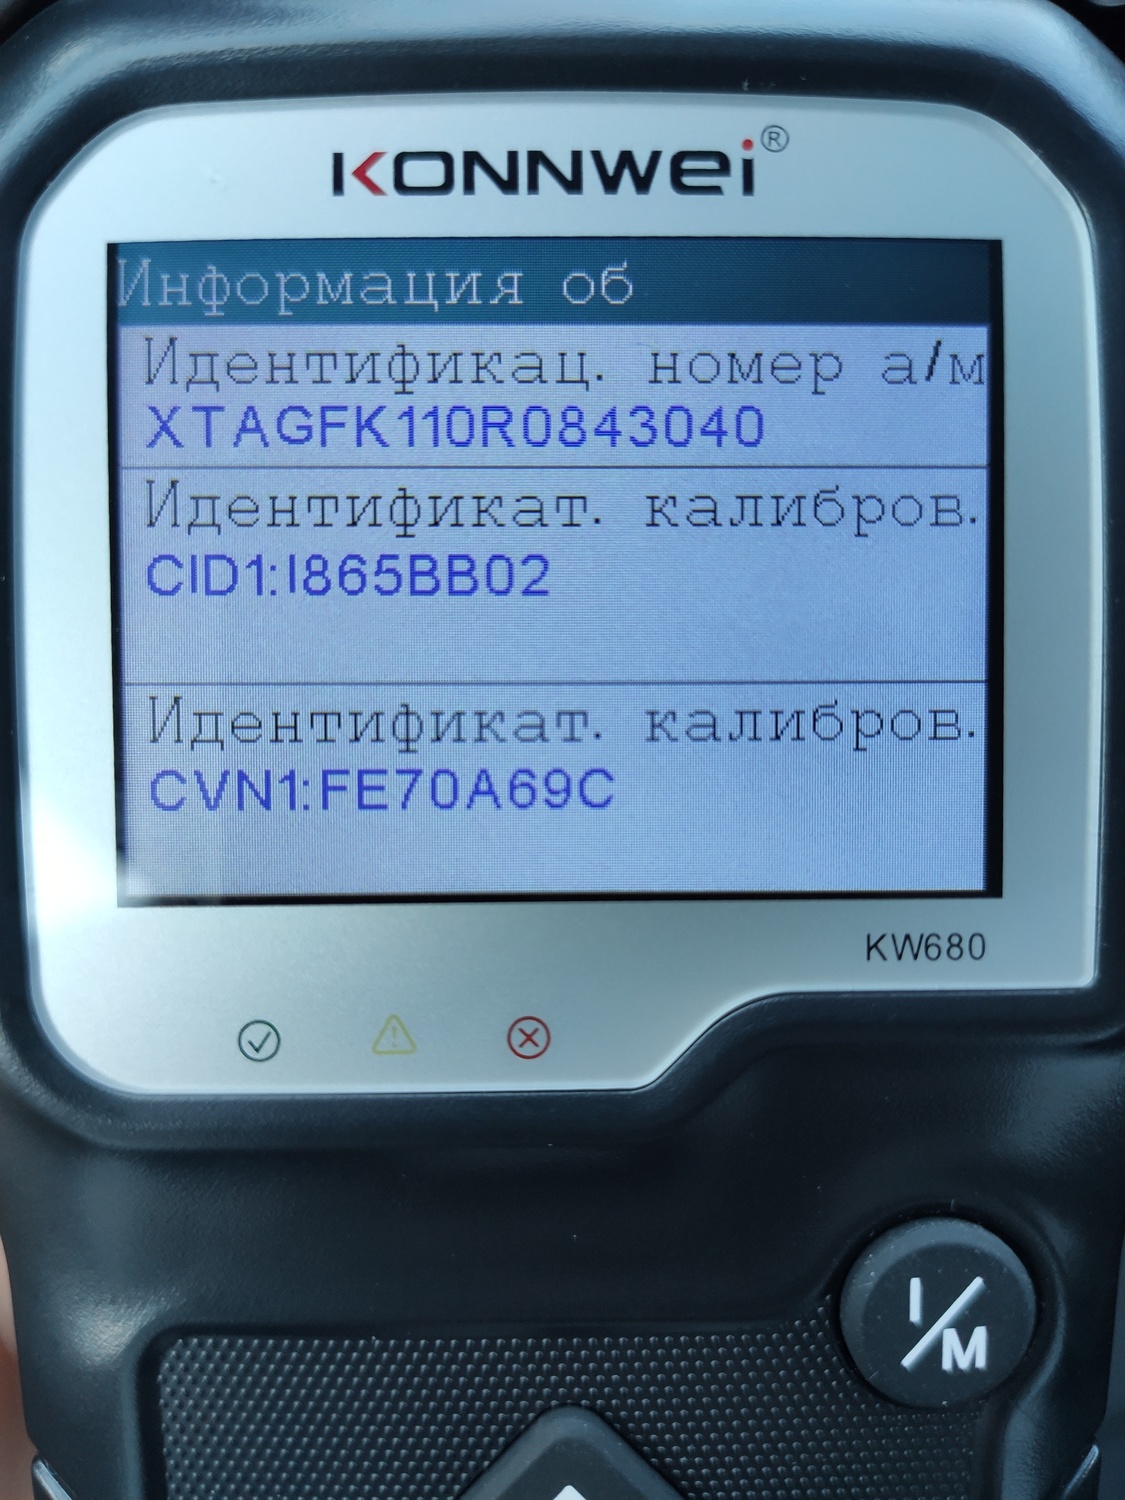 KONNWEI®
Информация об
Идентификац. номер а/м
XTAGFK110R0843040
Идентификат. калибров.
CID1:I865BB02
Идентификат. калибров.
CVN1:FE70A69C
KW680
I/M